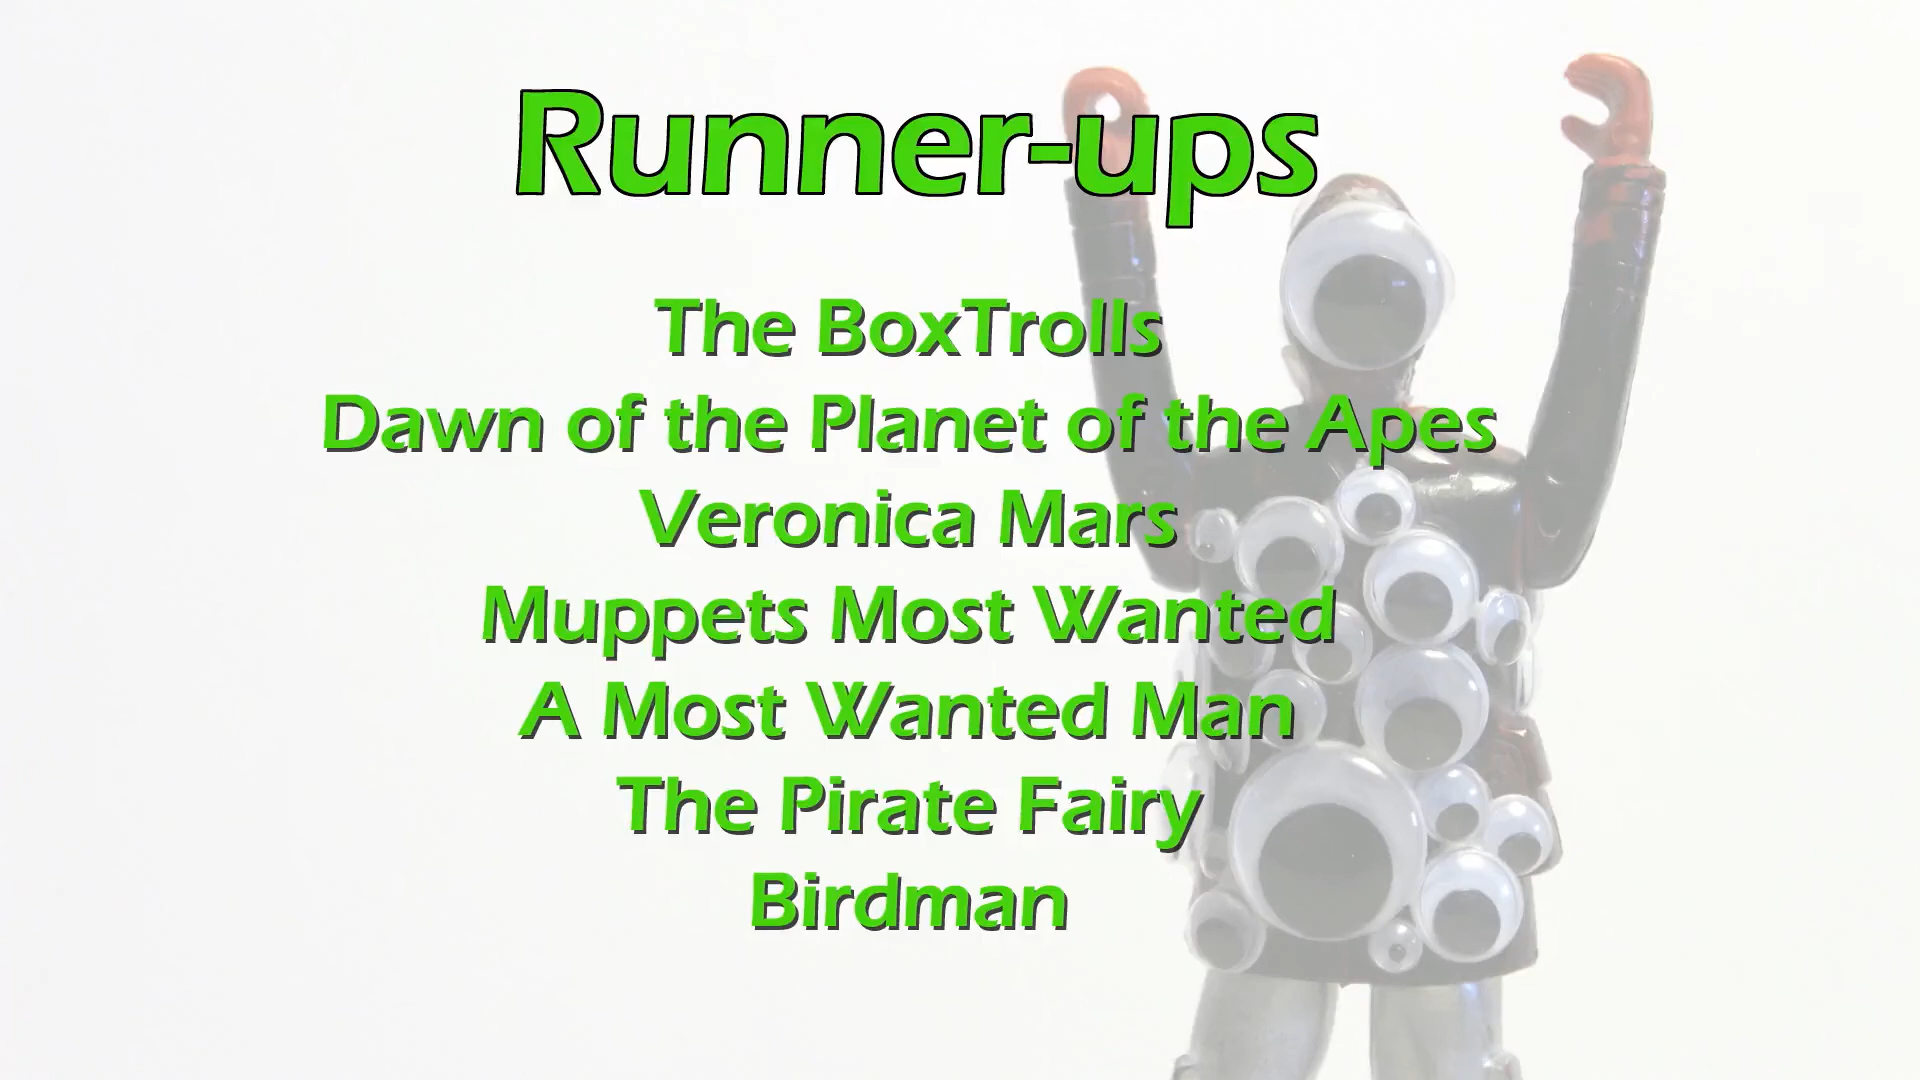 Runner-ups
The BoxTrolls
Dawn of the Planet of the Apes
Veronica Mars
Muppets Most Wanted
A Most Wanted Man
The Pirate Fairy
Birdman